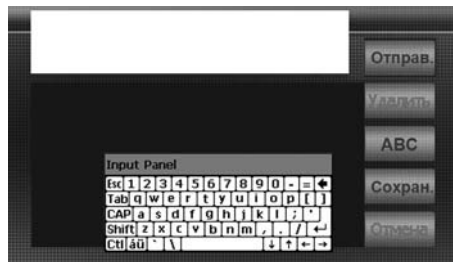 Отправ.
Удалить
ABC
Сохран.
Отмена
Input Panel
Esc 1 2 3 4 5 6 7 8 9 0 - =
Tab q w e r t y u i o p [ ]
CAP a s d f g h j k l ; '
Shift z x c v b n m , . /
Ctl áü ` \ ↓ ↑ ← →